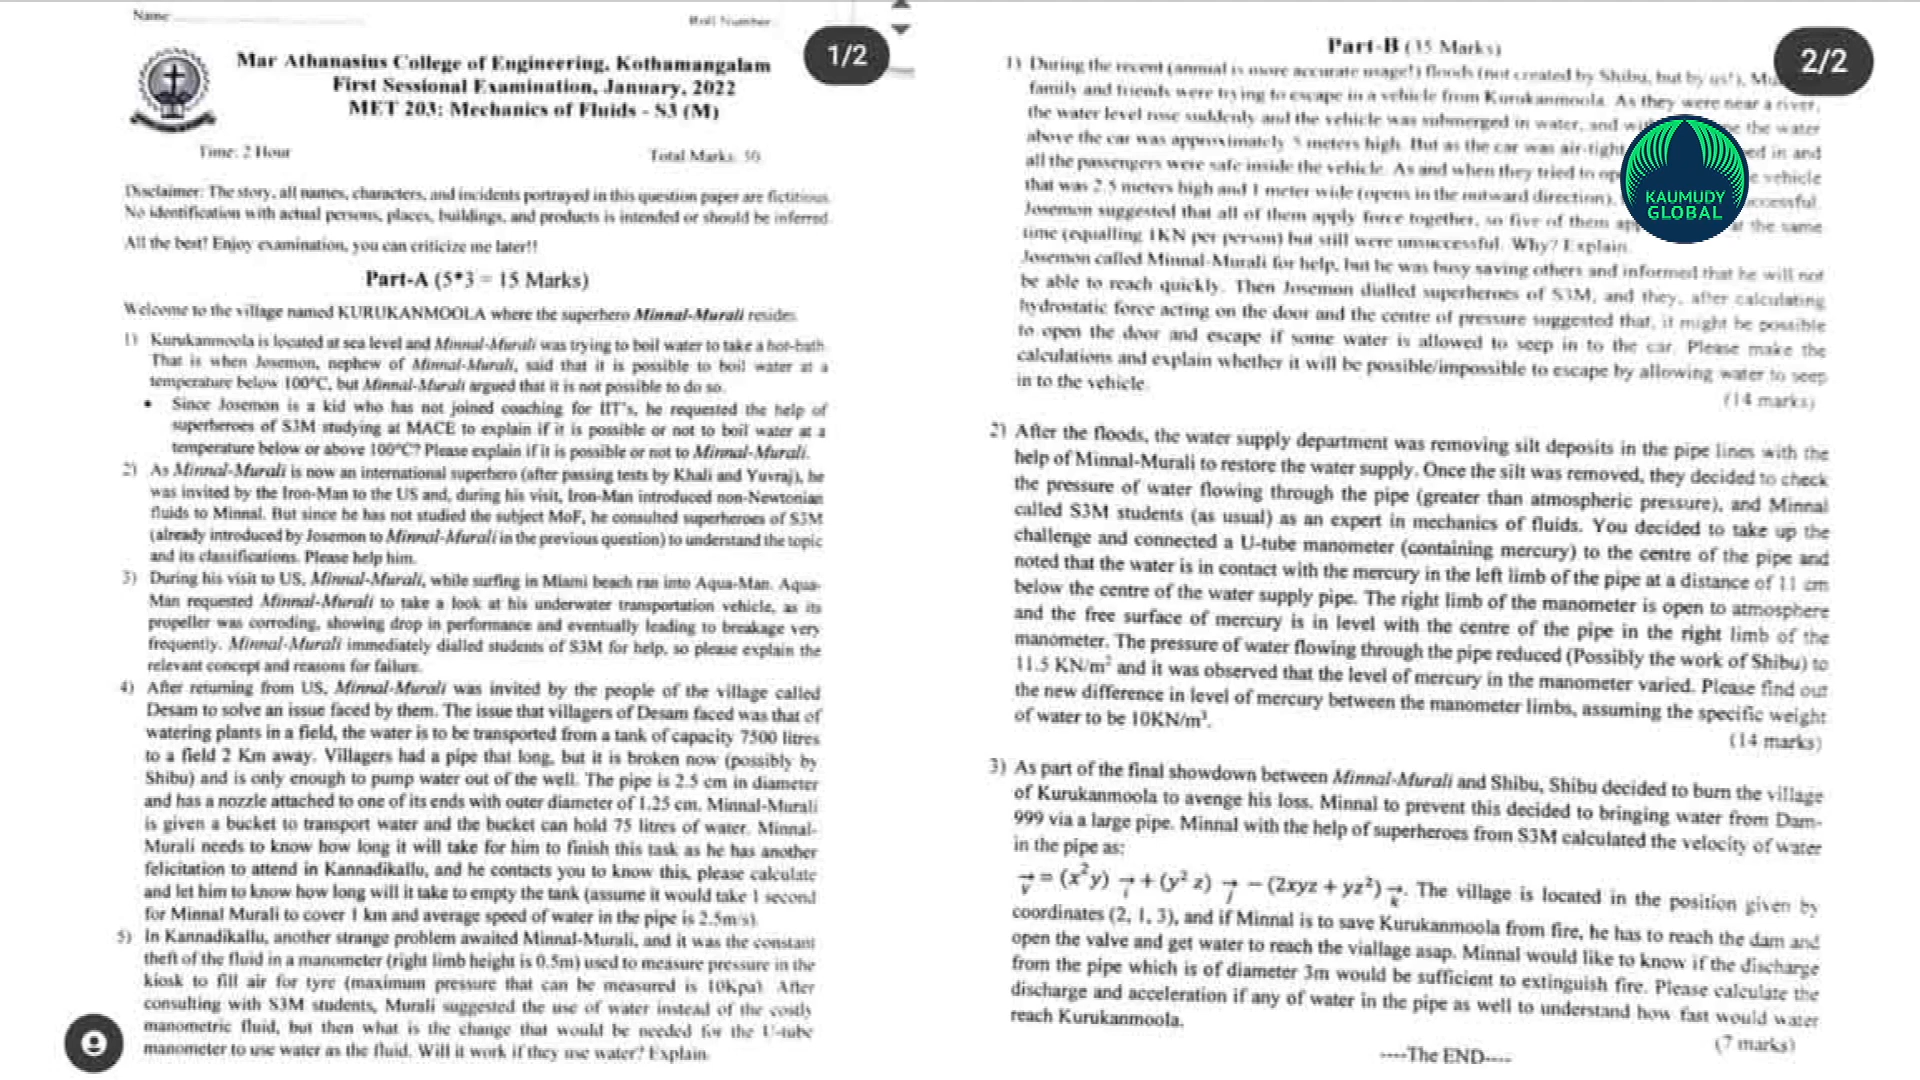 Name
Roll Number
1/2
Mar Athanasius College of Engineering, Kothamangalam
First Sessional Examination, January, 2022
MET 203: Mechanics of Fluids - S3 (M)
Time: 2 Hour
Total Marks: 50
Disclaimer: The story, all names, characters, and incidents portrayed in this question paper are fictitious.
No identification with actual persons, places, buildings, and products is intended or should be inferred.
All the best! Enjoy examination, you can criticize me later!!
Part-A (5*3 = 15 Marks)
Welcome to the village named KURUKANMOOLA where the superhero Minnal-Murali resides.
1) Kurukanmoola is located at sea level and Minnal-Murali was trying to boil water to take a hot-bath.
That is when Josemon, nephew of Minnal-Murali, said that it is possible to boil water at a
temperature below 100°C, but Minnal-Murali argued that it is not possible to do so.
• Since Josemon is a kid who has not joined coaching for IIT's, he requested the help of
superheroes of S3M studying at MACE to explain if it is possible or not to boil water at a
temperature below or above 100°C? Please explain if it is possible or not to Minnal-Murali.
2) As Minnal-Murali is now an international superhero (after passing tests by Khali and Yuvraj), he
was invited by the Iron-Man to the US and, during his visit, Iron-Man introduced non-Newtonian
fluids to Minnal. But since he has not studied the subject MoF, he consulted superheroes of S3M
(already introduced by Josemon to Minnal-Murali in the previous question) to understand the topic
and its classifications. Please help him.
3) During his visit to US, Minnal-Murali, while surfing in Miami beach ran into Aqua-Man. Aqua-
Man requested Minnal-Murali to take a look at his underwater transportation vehicle, as its
propeller was corroding, showing drop in performance and eventually leading to breakage very
frequently. Minnal-Murali immediately dialled students of S3M for help, so please explain the
relevant concept and reasons for failure.
4) After returning from US, Minnal-Murali was invited by the people of the village called
Desam to solve an issue faced by them. The issue that villagers of Desam faced was that of
watering plants in a field, the water is to be transported from a tank of capacity 7500 litres
to a field 2 Km away. Villagers had a pipe that long, but it is broken now (possibly by
Shibu) and is only enough to pump water out of the well. The pipe is 2.5 cm in diameter
and has a nozzle attached to one of its ends with outer diameter of 1.25 cm. Minnal-Murali
is given a bucket to transport water and the bucket can hold 75 litres of water. Minnal-
Murali needs to know how long it will take for him to finish this task as he has another
felicitation to attend in Kannadikallu, and he contacts you to know this, please calculate
and let him to know how long will it take to empty the tank (assume it would take 1 second
for Minnal Murali to cover 1 km and average speed of water in the pipe is 2.5m/s).
5) In Kannadikallu, another strange problem awaited Minnal-Murali, and it was the constant
theft of the fluid in a manometer (right limb height is 0.5m) used to measure pressure in the
kiosk to fill air for tyre (maximum pressure that can be measured is 10Kpa). After
consulting with S3M students, Murali suggested the use of water instead of the costly
manometric fluid, but then what is the change that would be needed for the U-tube
manometer to use water as the fluid. Will it work if they use water? Explain.
2/2
Part-B (35 Marks)
1) During the recent (annual is more accurate usage!) floods (not created by Shibu, but by us!),
family and friends were trying to escape in a vehicle from Kurukanmoola. As they were near a river,
the water level rose suddenly and the vehicle was submerged in water, and the water
above the car was approximately 5 meters high. But as the car was air-tight in and
all the passengers were safe inside the vehicle. As and when they tried to vehicle
that was 2.5 meters high and 1 meter wide (opens in the outward direction),
Josemon suggested that all of them apply force together, so five of them at the same
time (equalling 1KN per person) but still were unsuccessful. Why? Explain.
Josemon called Minnal-Murali for help, but he was busy saving others and informed that he will not
be able to reach quickly. Then Josemon dialled superheroes of S3M, and they, after calculating
hydrostatic force acting on the door and the centre of pressure suggested that, it might be possible
to open the door and escape if some water is allowed to seep in to the car. Please make the
calculations and explain whether it will be possible/impossible to escape by allowing water to seep
in to the vehicle.
(14 marks)
KAUMUDY
GLOBAL
2) After the floods, the water supply department was removing silt deposits in the pipe lines with the
help of Minnal-Murali to restore the water supply. Once the silt was removed, they decided to check
the pressure of water flowing through the pipe (greater than atmospheric pressure), and Minnal
called S3M students (as usual) as an expert in mechanics of fluids. You decided to take up the
challenge and connected a U-tube manometer (containing mercury) to the centre of the pipe and
noted that the water is in contact with the mercury in the left limb of the pipe at a distance of 11 cm
below the centre of the water supply pipe. The right limb of the manometer is open to atmosphere
and the free surface of mercury is in level with the centre of the pipe in the right limb of the
manometer. The pressure of water flowing through the pipe reduced (Possibly the work of Shibu) to
11.5 KN/m² and it was observed that the level of mercury in the manometer varied. Please find out
the new difference in level of mercury between the manometer limbs, assuming the specific weight
of water to be 10KN/m³.
(14 marks)
3) As part of the final showdown between Minnal-Murali and Shibu, Shibu decided to burn the village
of Kurukanmoola to avenge his loss. Minnal to prevent this decided to bringing water from Dam-
999 via a large pipe. Minnal with the help of superheroes from S3M calculated the velocity of water
in the pipe as:
→v = (x²y) →i + (y² z) →j − (2xyz + yz²) →k. The village is located in the position given by
coordinates (2, 1, 3), and if Minnal is to save Kurukanmoola from fire, he has to reach the dam and
open the valve and get water to reach the viallage asap. Minnal would like to know if the discharge
from the pipe which is of diameter 3m would be sufficient to extinguish fire. Please calculate the
discharge and acceleration if any of water in the pipe as well to understand how fast would water
reach Kurukanmoola.
(7 marks)
----The END----